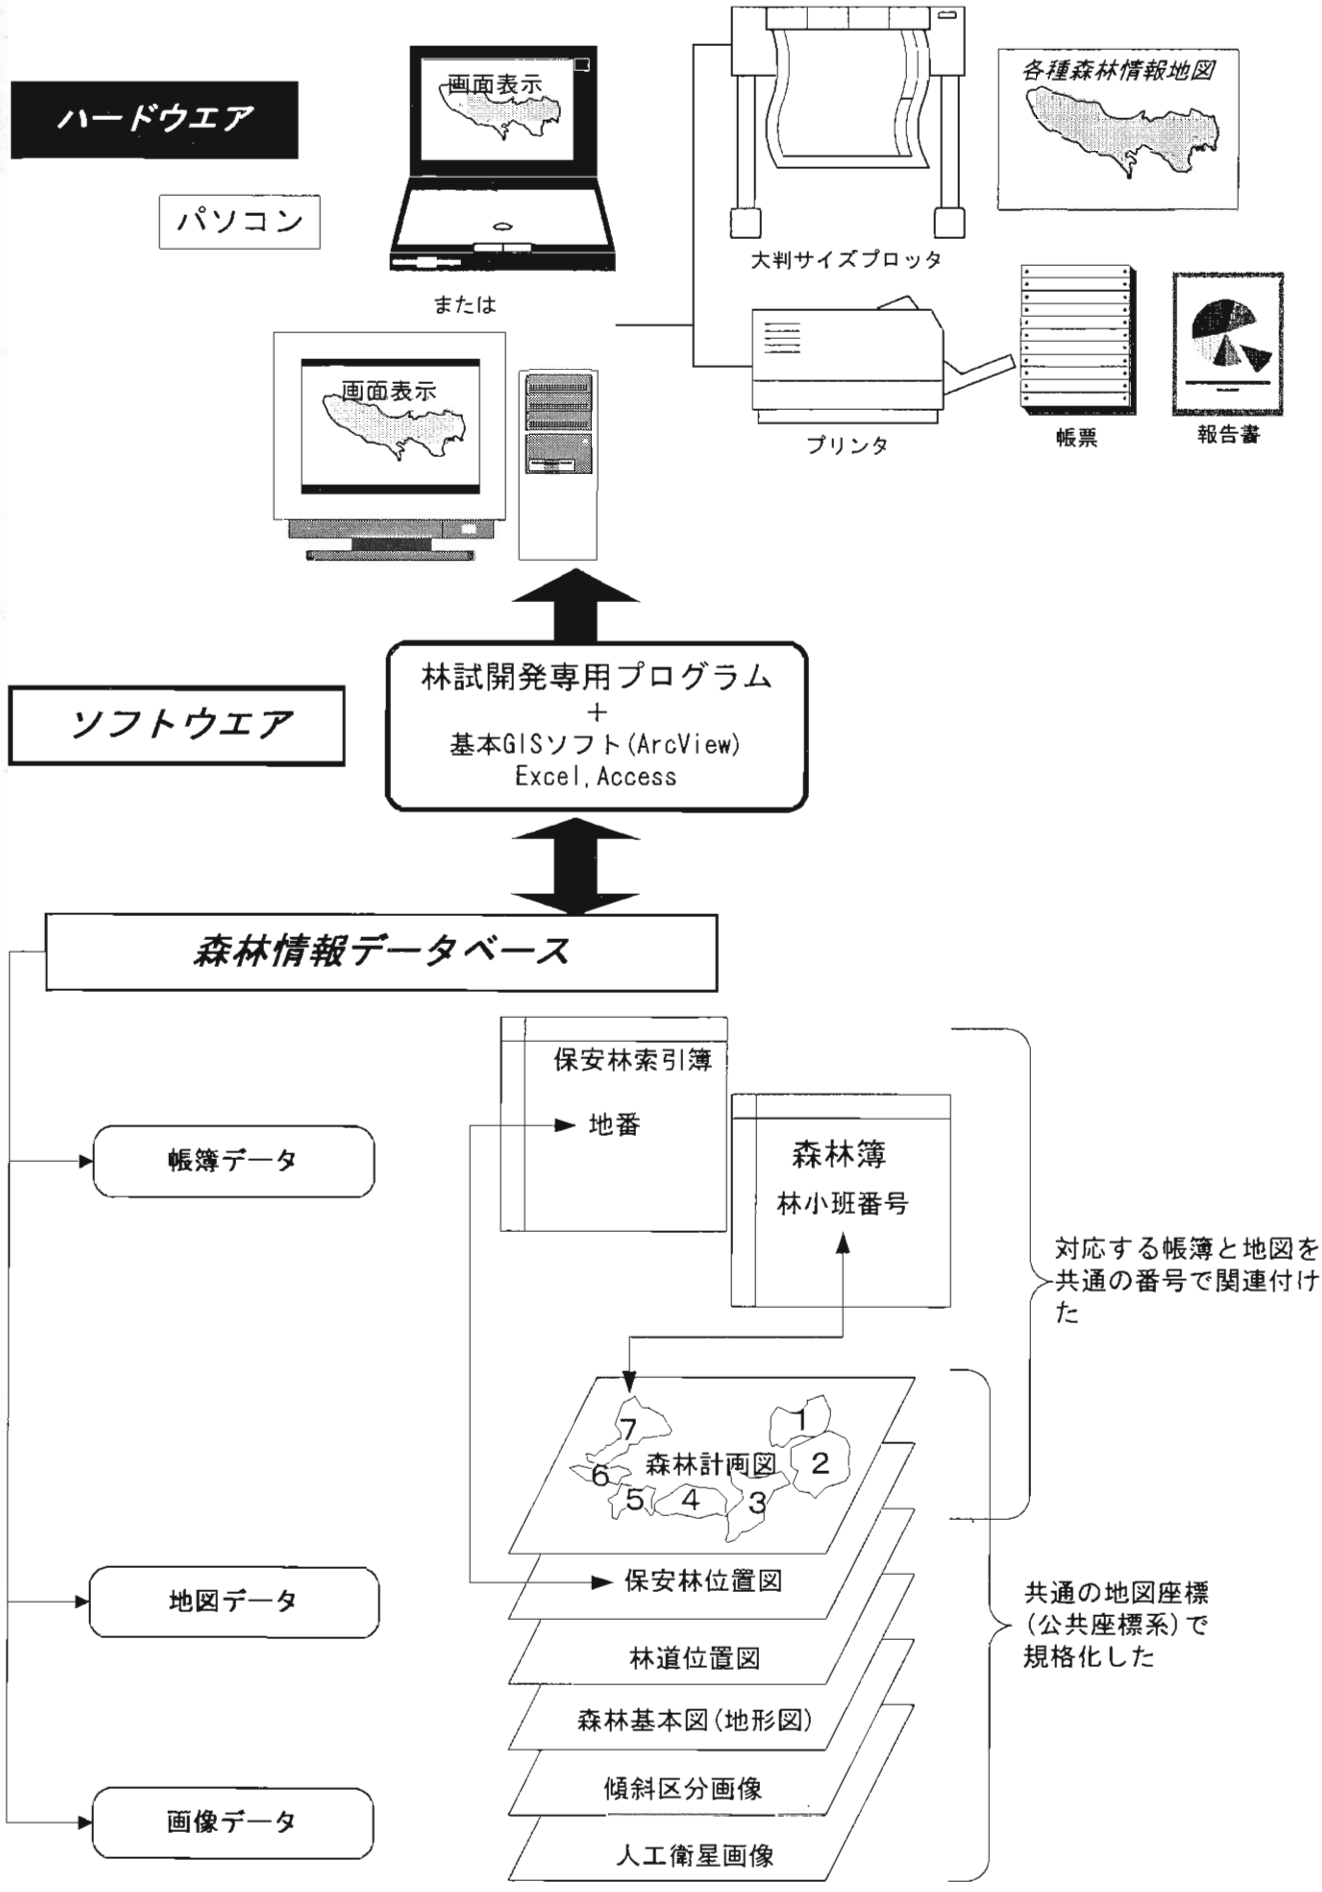 ハードウエア
パソコン
画面表示
または
画面表示
大判サイズプロッタ
各種森林情報地図
プリンタ
帳票
報告書
ソフトウエア
林試開発専用プログラム
+
基本GISソフト(ArcView)
Excel, Access
森林情報データベース
帳簿データ
保安林索引簿
地番
森林簿
林小班番号
対応する帳簿と地図を
共通の番号で関連付け
た
地図データ
7
1
2
森林計画図
6
5
4
3
保安林位置図
林道位置図
森林基本図(地形図)
共通の地図座標
(公共座標系)で
規格化した
画像データ
傾斜区分画像
人工衛星画像